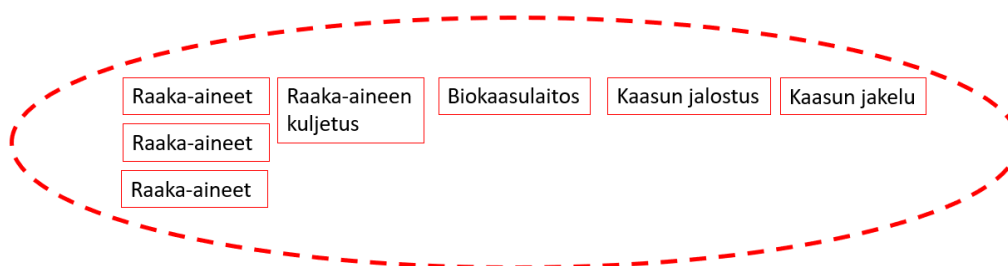 Raaka-aineet
Raaka-aineet
Raaka-aineet
Raaka-aineen
kuljetus
Biokaasulaitos
Kaasun jalostus
Kaasun jakelu